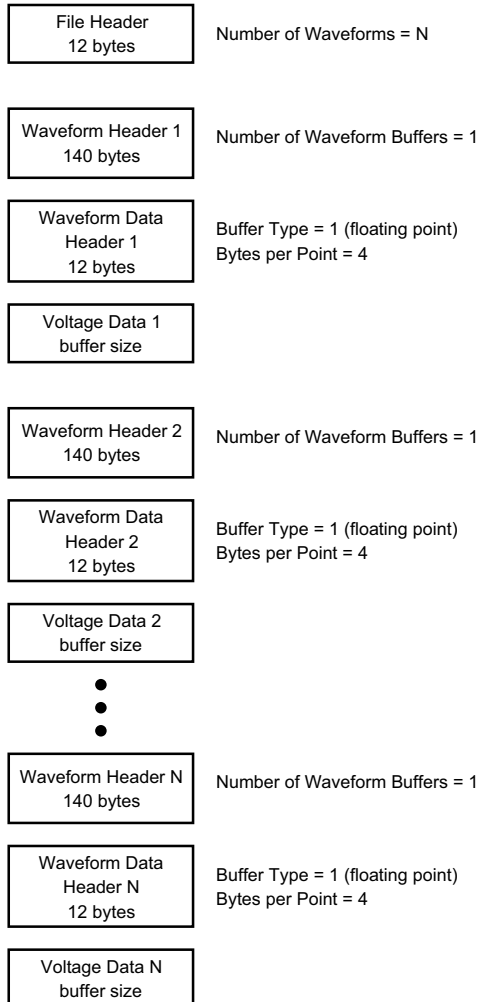 File Header
12 bytes
Number of Waveforms = N
Waveform Header 1
140 bytes
Number of Waveform Buffers = 1
Waveform Data
Header 1
12 bytes
Buffer Type = 1 (floating point)
Bytes per Point = 4
Voltage Data 1
buffer size
Waveform Header 2
140 bytes
Number of Waveform Buffers = 1
Waveform Data
Header 2
12 bytes
Buffer Type = 1 (floating point)
Bytes per Point = 4
Voltage Data 2
buffer size
Waveform Header N
140 bytes
Number of Waveform Buffers = 1
Waveform Data
Header N
12 bytes
Buffer Type = 1 (floating point)
Bytes per Point = 4
Voltage Data N
buffer size